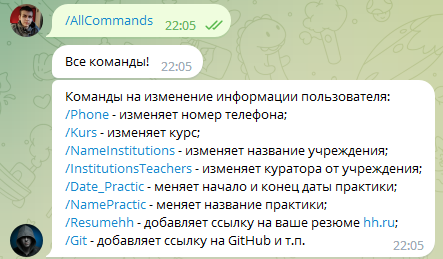 /AllCommands
22:05
Все команды! 22:05
Команды на изменение информации пользователя:
/Phone - изменяет номер телефона;
/Kurs - изменяет курс;
/NameInstitutions - изменяет название учреждения;
/InstitutionsTeachers - изменяет куратора от учреждения;
/Date_Practic - меняет начало и конец даты практики;
/NamePractic - меняет название практики;
/Resumehh - добавляет ссылку на ваше резюме hh.ru;
/Git - добавляет ссылку на GitHub и т.п.
22:05